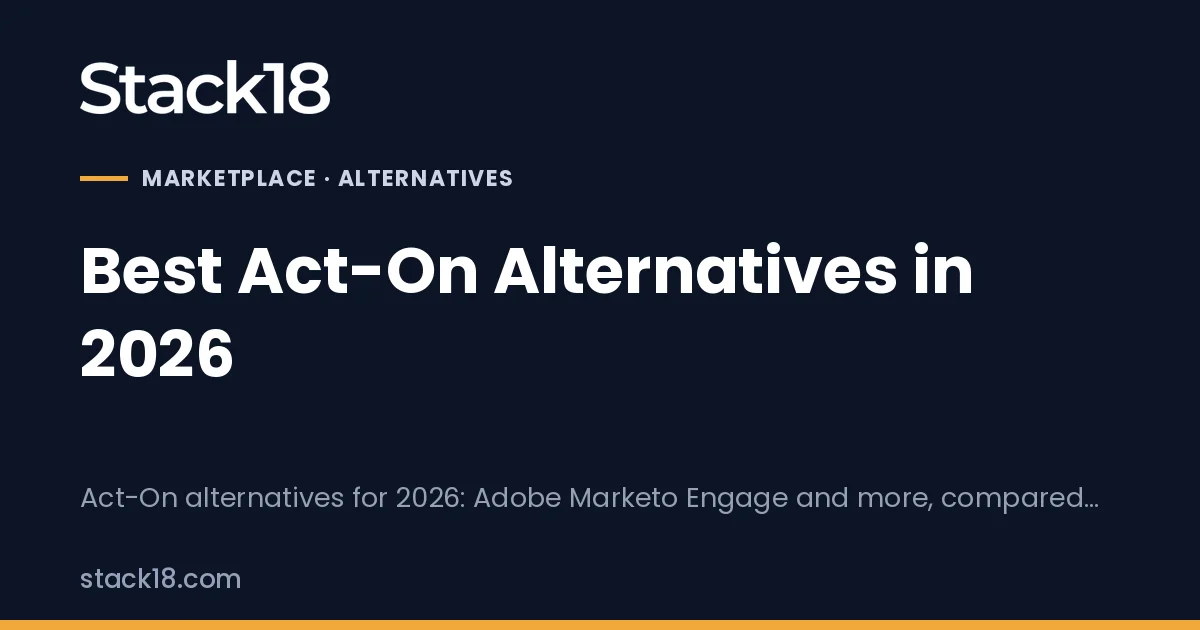 Stack18
MARKETPLACE · ALTERNATIVES
Best Act-On Alternatives in
2026
Act-On alternatives for 2026: Adobe Marketo Engage and more, compared...
stack18.com